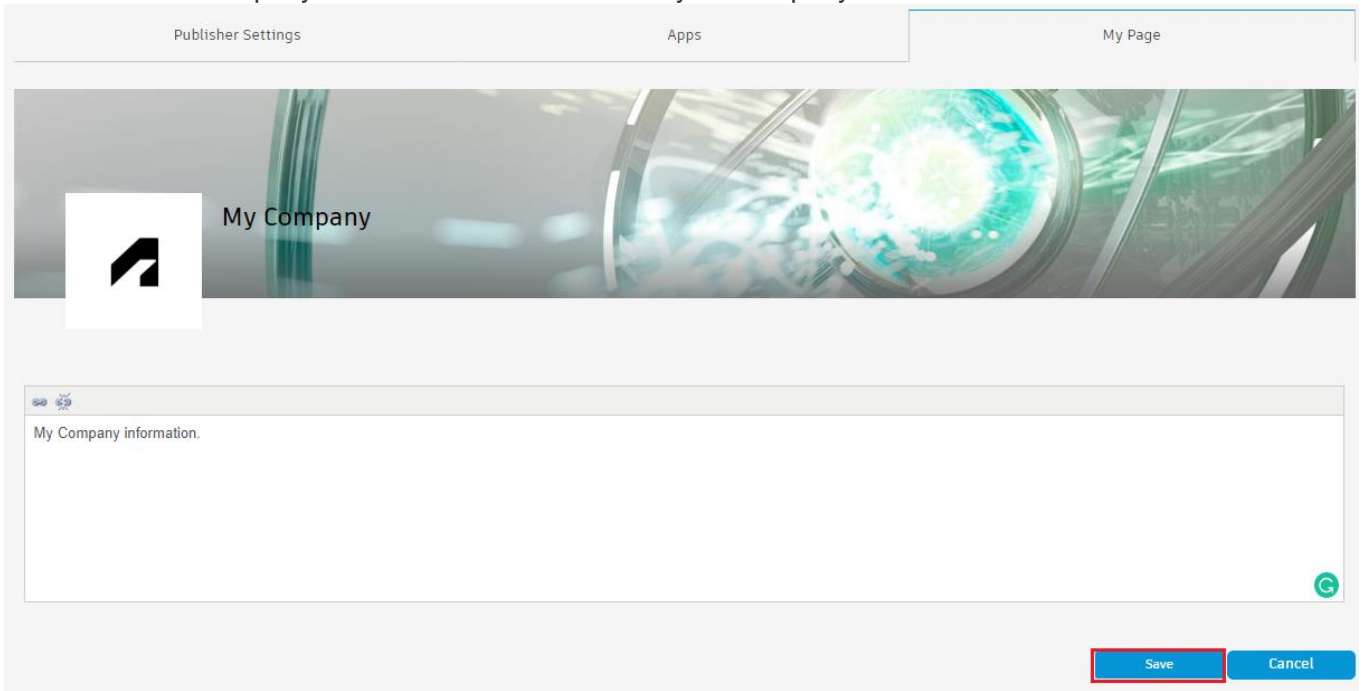 Publisher Settings
Apps
My Page
My Company
My Company information.
Save
Cancel